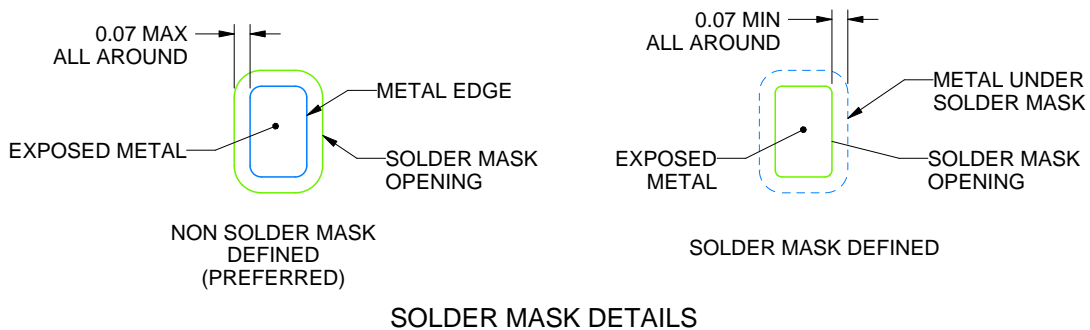 0.07 MAX
ALL AROUND
METAL EDGE
EXPOSED METAL
SOLDER MASK
OPENING
NON SOLDER MASK
DEFINED
(PREFERRED)
0.07 MIN
ALL AROUND
METAL UNDER
SOLDER MASK
EXPOSED
METAL
SOLDER MASK
OPENING
SOLDER MASK DEFINED
SOLDER MASK DETAILS